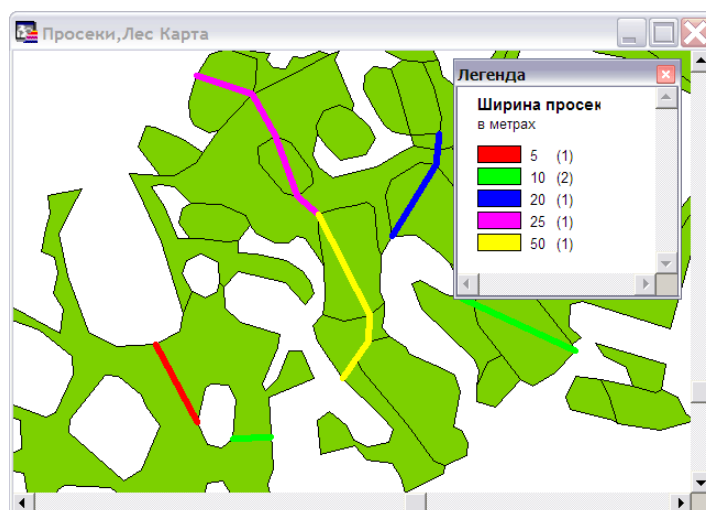 Просеки,Лес Карта
Легенда
Ширина просек
в метрах
5 (1)
10 (2)
20 (1)
25 (1)
50 (1)